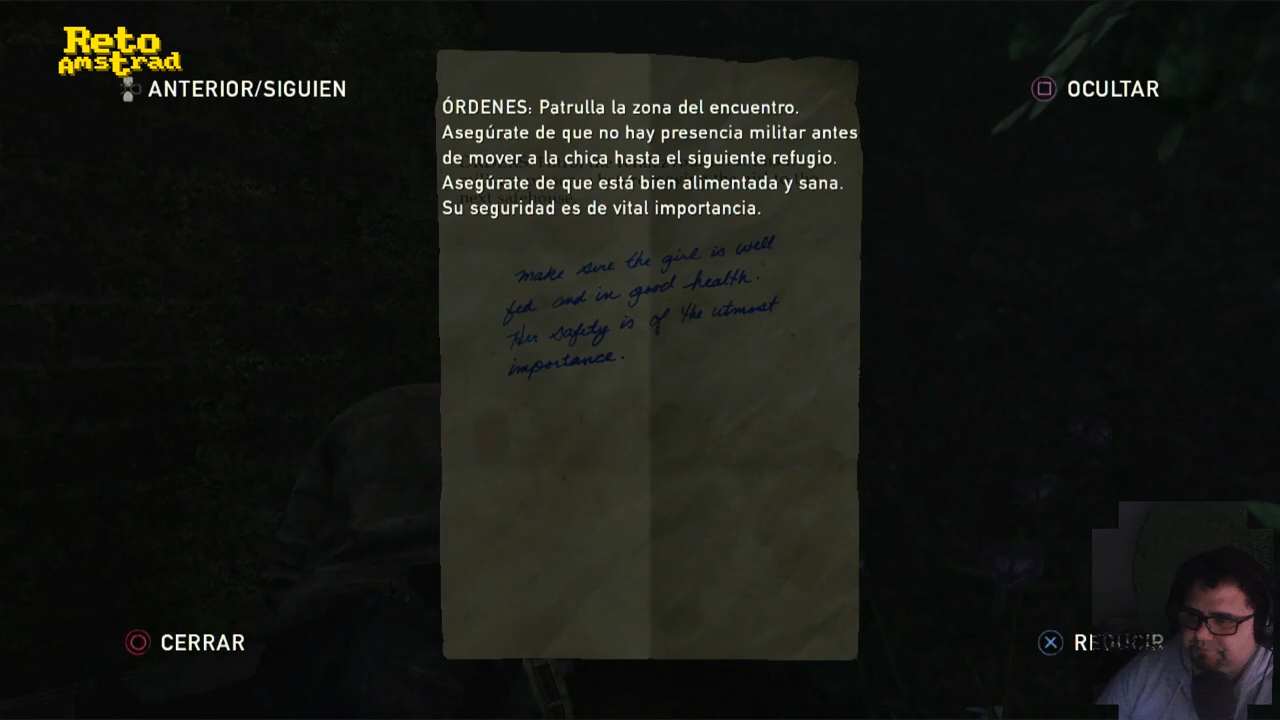 Reto
Amstrad
ANTERIOR/SIGUIEN
OCULTAR
ÓRDENES: Patrulla la zona del encuentro.
Asegúrate de que no hay presencia militar antes
de mover a la chica hasta el siguiente refugio.
Asegúrate de que está bien alimentada y sana.
next safehouse.
Su seguridad es de vital importancia.
Make sure the girl is well
fed and in good health.
Her safety is of the utmost
importance.
CERRAR
REDUCIR